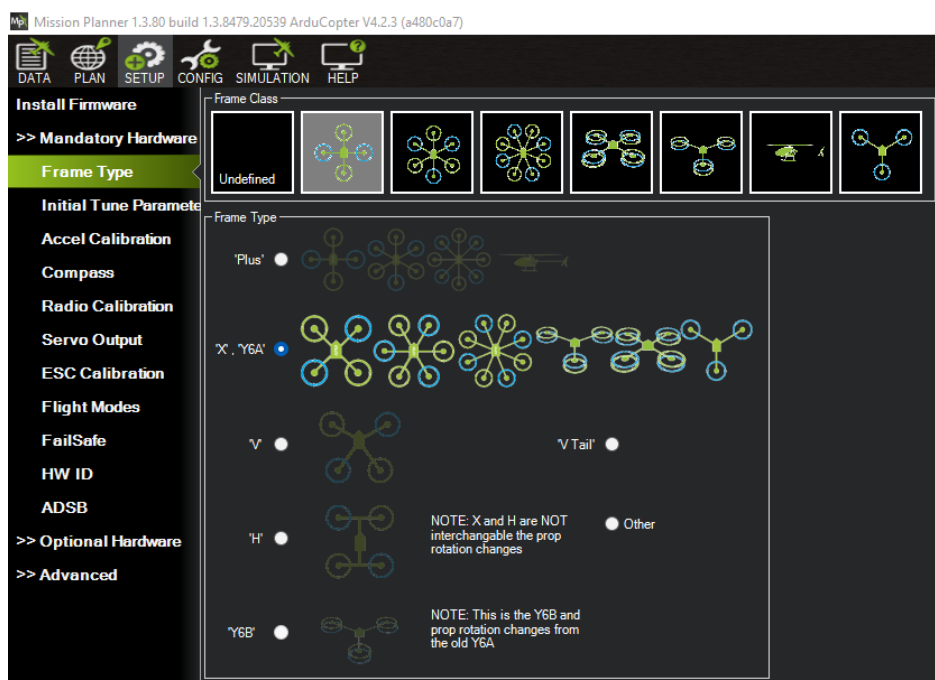 Mission Planner 1.3.80 build 1.3.8479.20539 ArduCopter V4.2.3 (a480c0a7)
DATA PLAN SETUP CONFIG SIMULATION HELP
Install Firmware
>> Mandatory Hardware
Frame Type
Initial Tune Paramete
Accel Calibration
Compass
Radio Calibration
Servo Output
ESC Calibration
Flight Modes
FailSafe
HW ID
ADSB
>> Optional Hardware
>> Advanced
Frame Class
Undefined
Frame Type
'Plus'
'X', 'Y6A'
'V'
'V Tail'
'H'
NOTE: X and H are NOT
interchangable the prop
rotation changes
Other
'Y6B'
NOTE: This is the Y6B and
prop rotation changes from
the old Y6A